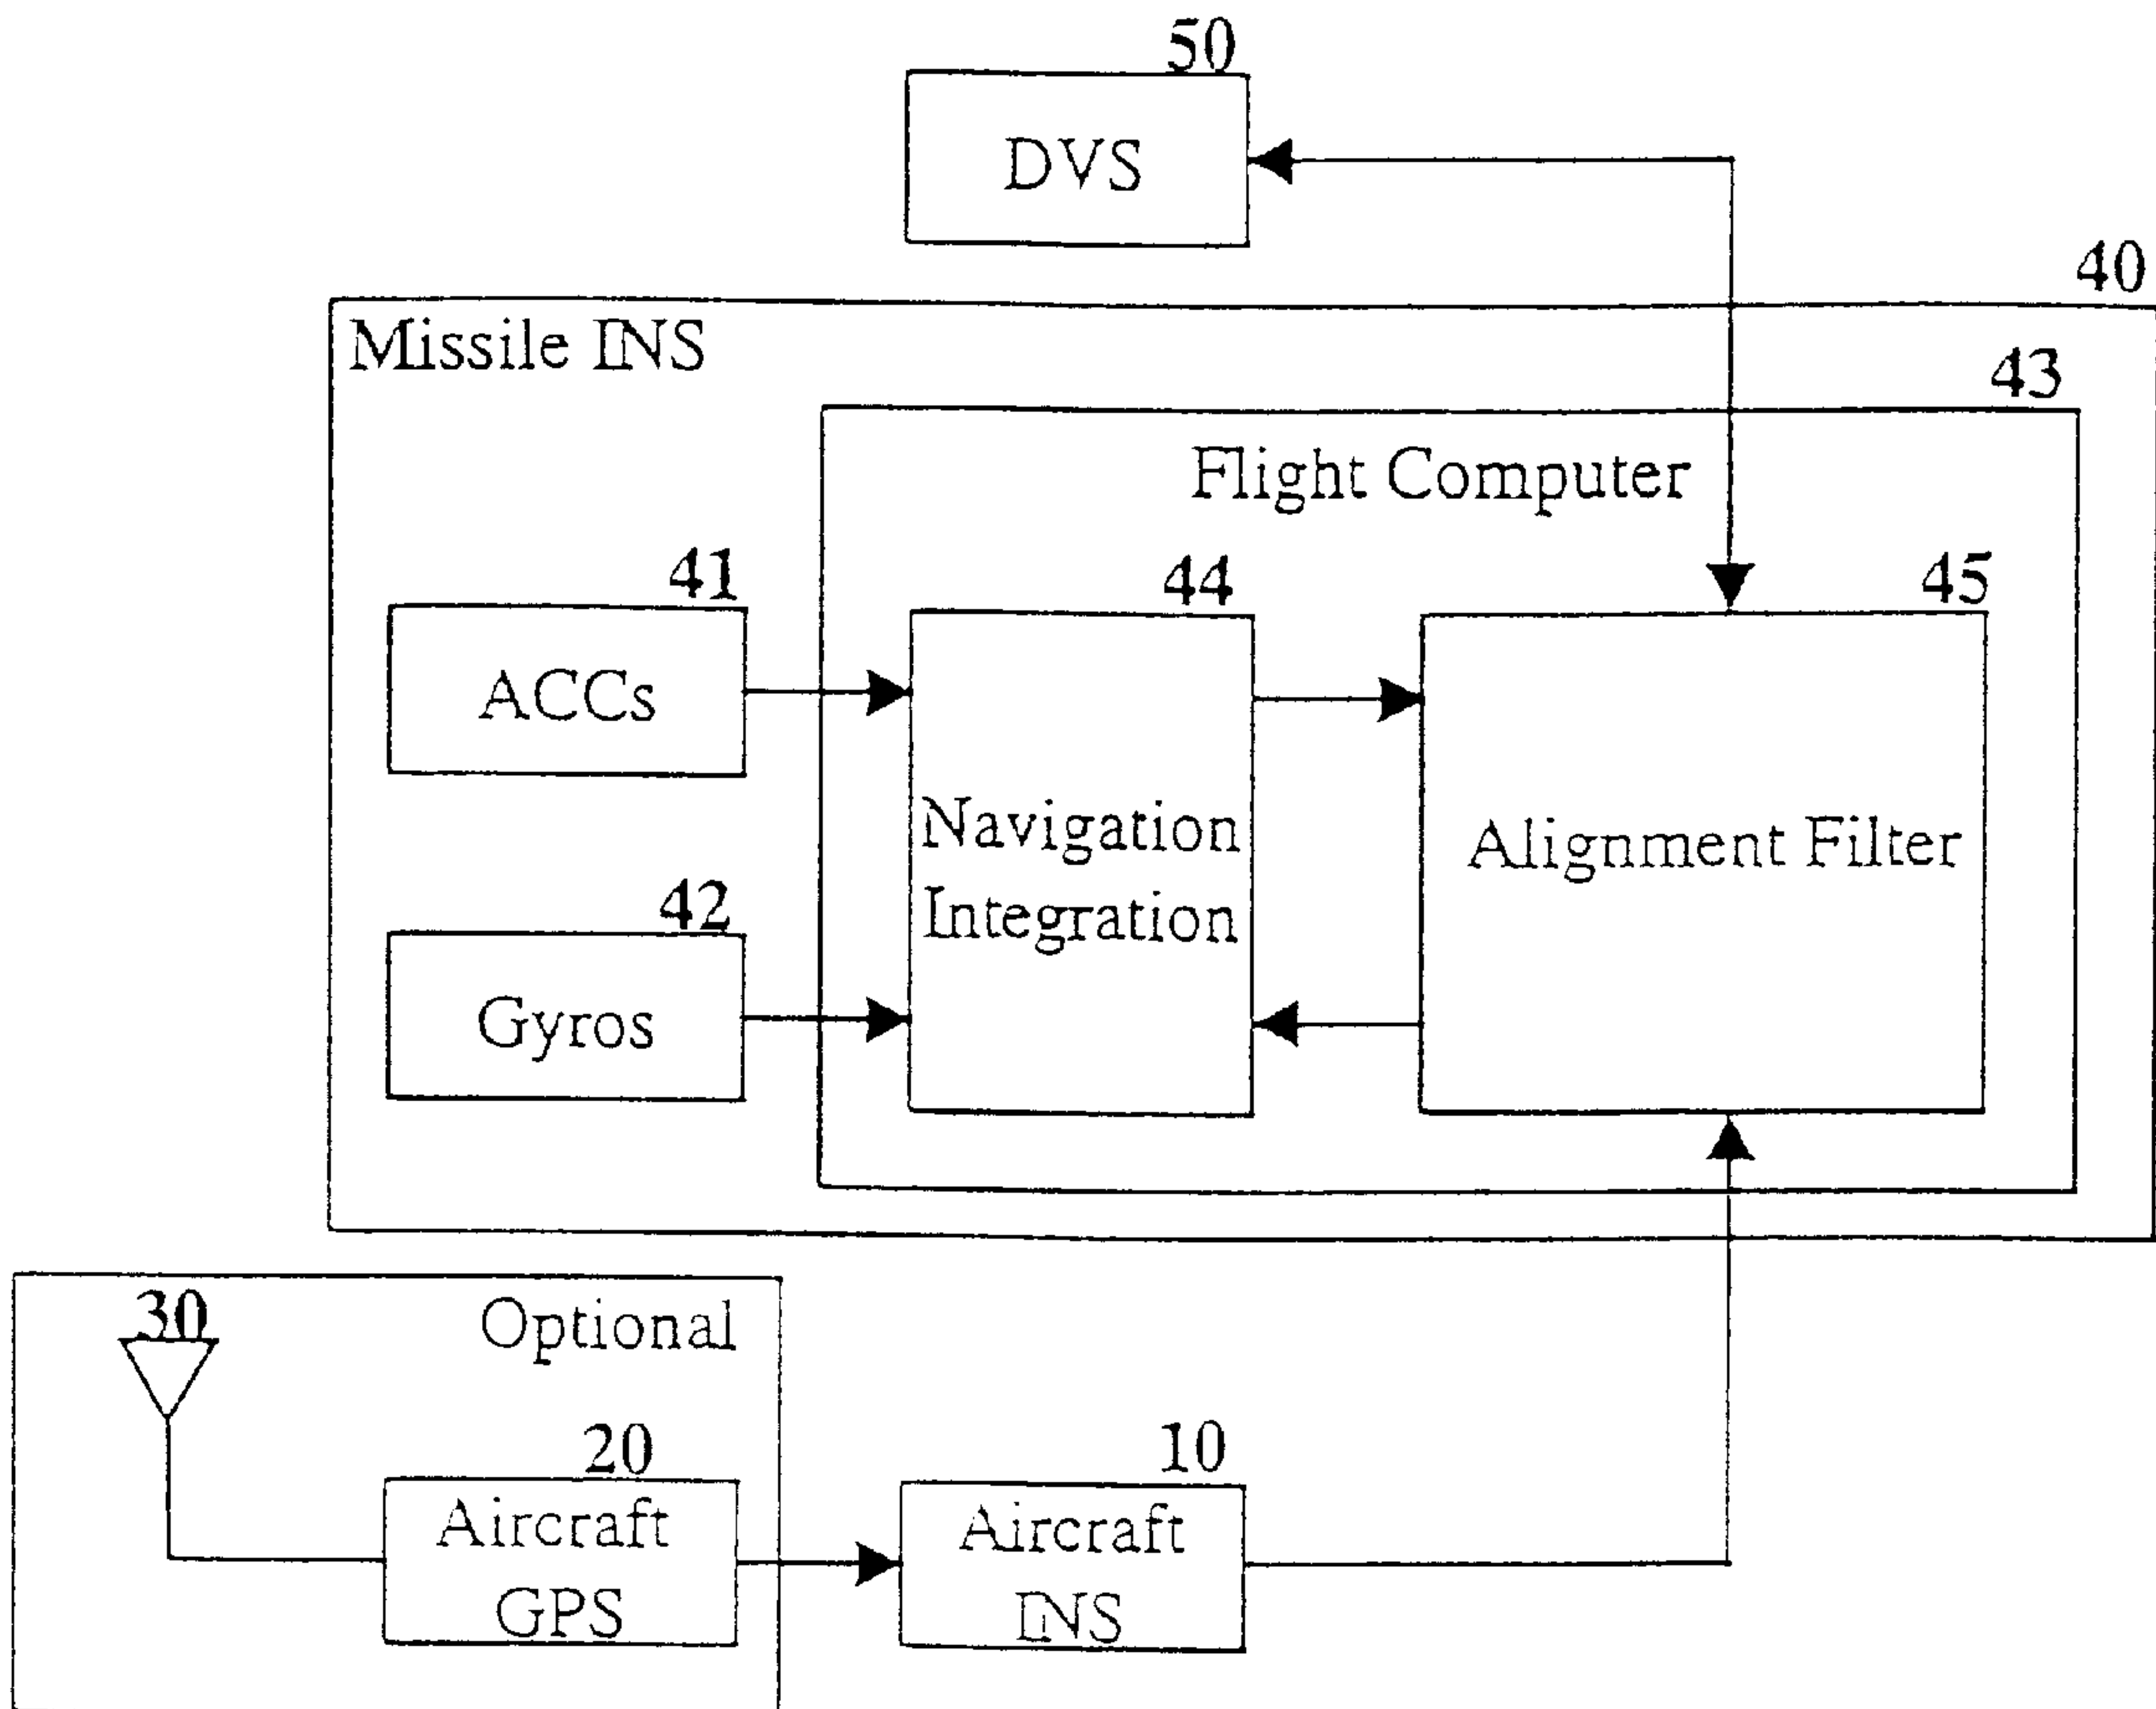 50
DVS
40
Missile INS
43
Flight Computer
41
44
45
ACCs
Navigation
Integration
Alignment Filter
42
Gyros
30
Optional
20
10
Aircraft
GPS
Aircraft
INS